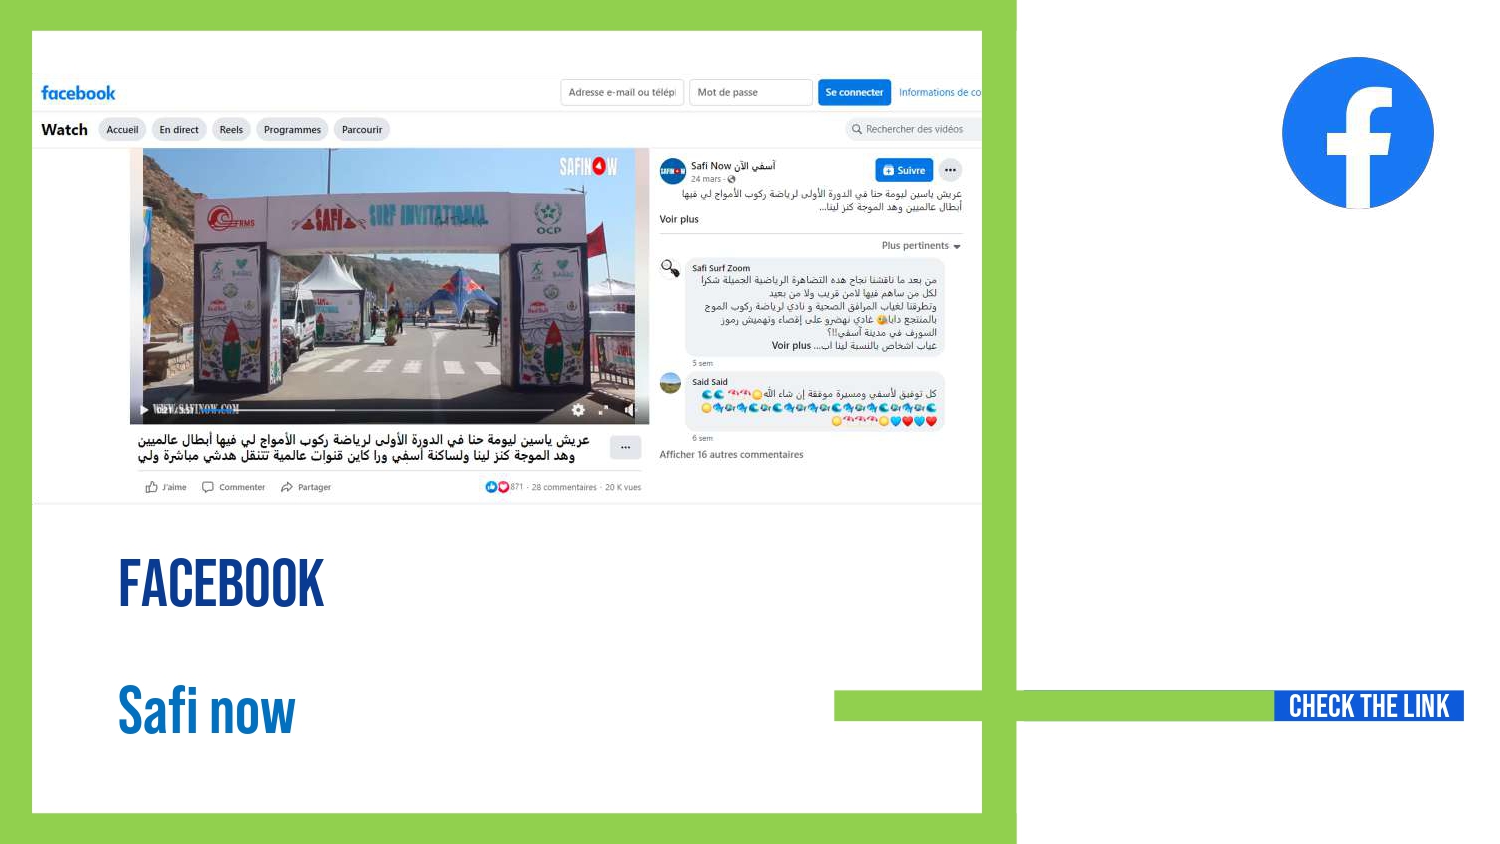 facebook
Adresse e-mail ou télép
Mot de passe
Se connecter
Informations de co
Watch
Accueil
En direct
Reels
Programmes
Parcourir
Rechercher des vidéos
SAFI NOW
FRMS
SAFI SURF INVITATIONAL
OCP
WWW.SAFINOW.COM
Safi Now آسفي الآن
24 mars
Suivre
عريش ياسين ليومة حنا في الدورة الأولى لرياضة ركوب الأمواج لي فيها
أبطال عالميين وهد الموجة كنز لينا...
Voir plus
Plus pertinents
Safi Surf Zoom
من بعد ما ناقشنا نجاح هده التضاهرة الرياضية الجميلة شكرا
لكل من ساهم فيها لامن قريب ولا من بعيد
وتطرقنا لغياب المرافق الصحية و نادي لرياضة ركوب الموج
بالمنتجع دابا🤔 غادي نهضرو على إقصاء وتهميش رموز
السورف في مدينة آسفي!!؟
غياب اشخاص بالنسبة لينا اب... Voir plus
5 sem
Said Said
كل توفيق لأسفي ومسيرة موفقة إن شاء الله
6 sem
Afficher 16 autres commentaires
عريش ياسين ليومة حنا في الدورة الأولى لرياضة ركوب الأمواج لي فيها أبطال عالميين
وهد الموجة كنز لينا ولساكنة أسفي ورا كاين قنوات عالمية تتنقل هدشي مباشرة ولي
...
J'aime
Commenter
Partager
871 · 28 commentaires · 20 K vues
FACEBOOK
Safi now
CHECK THE LINK